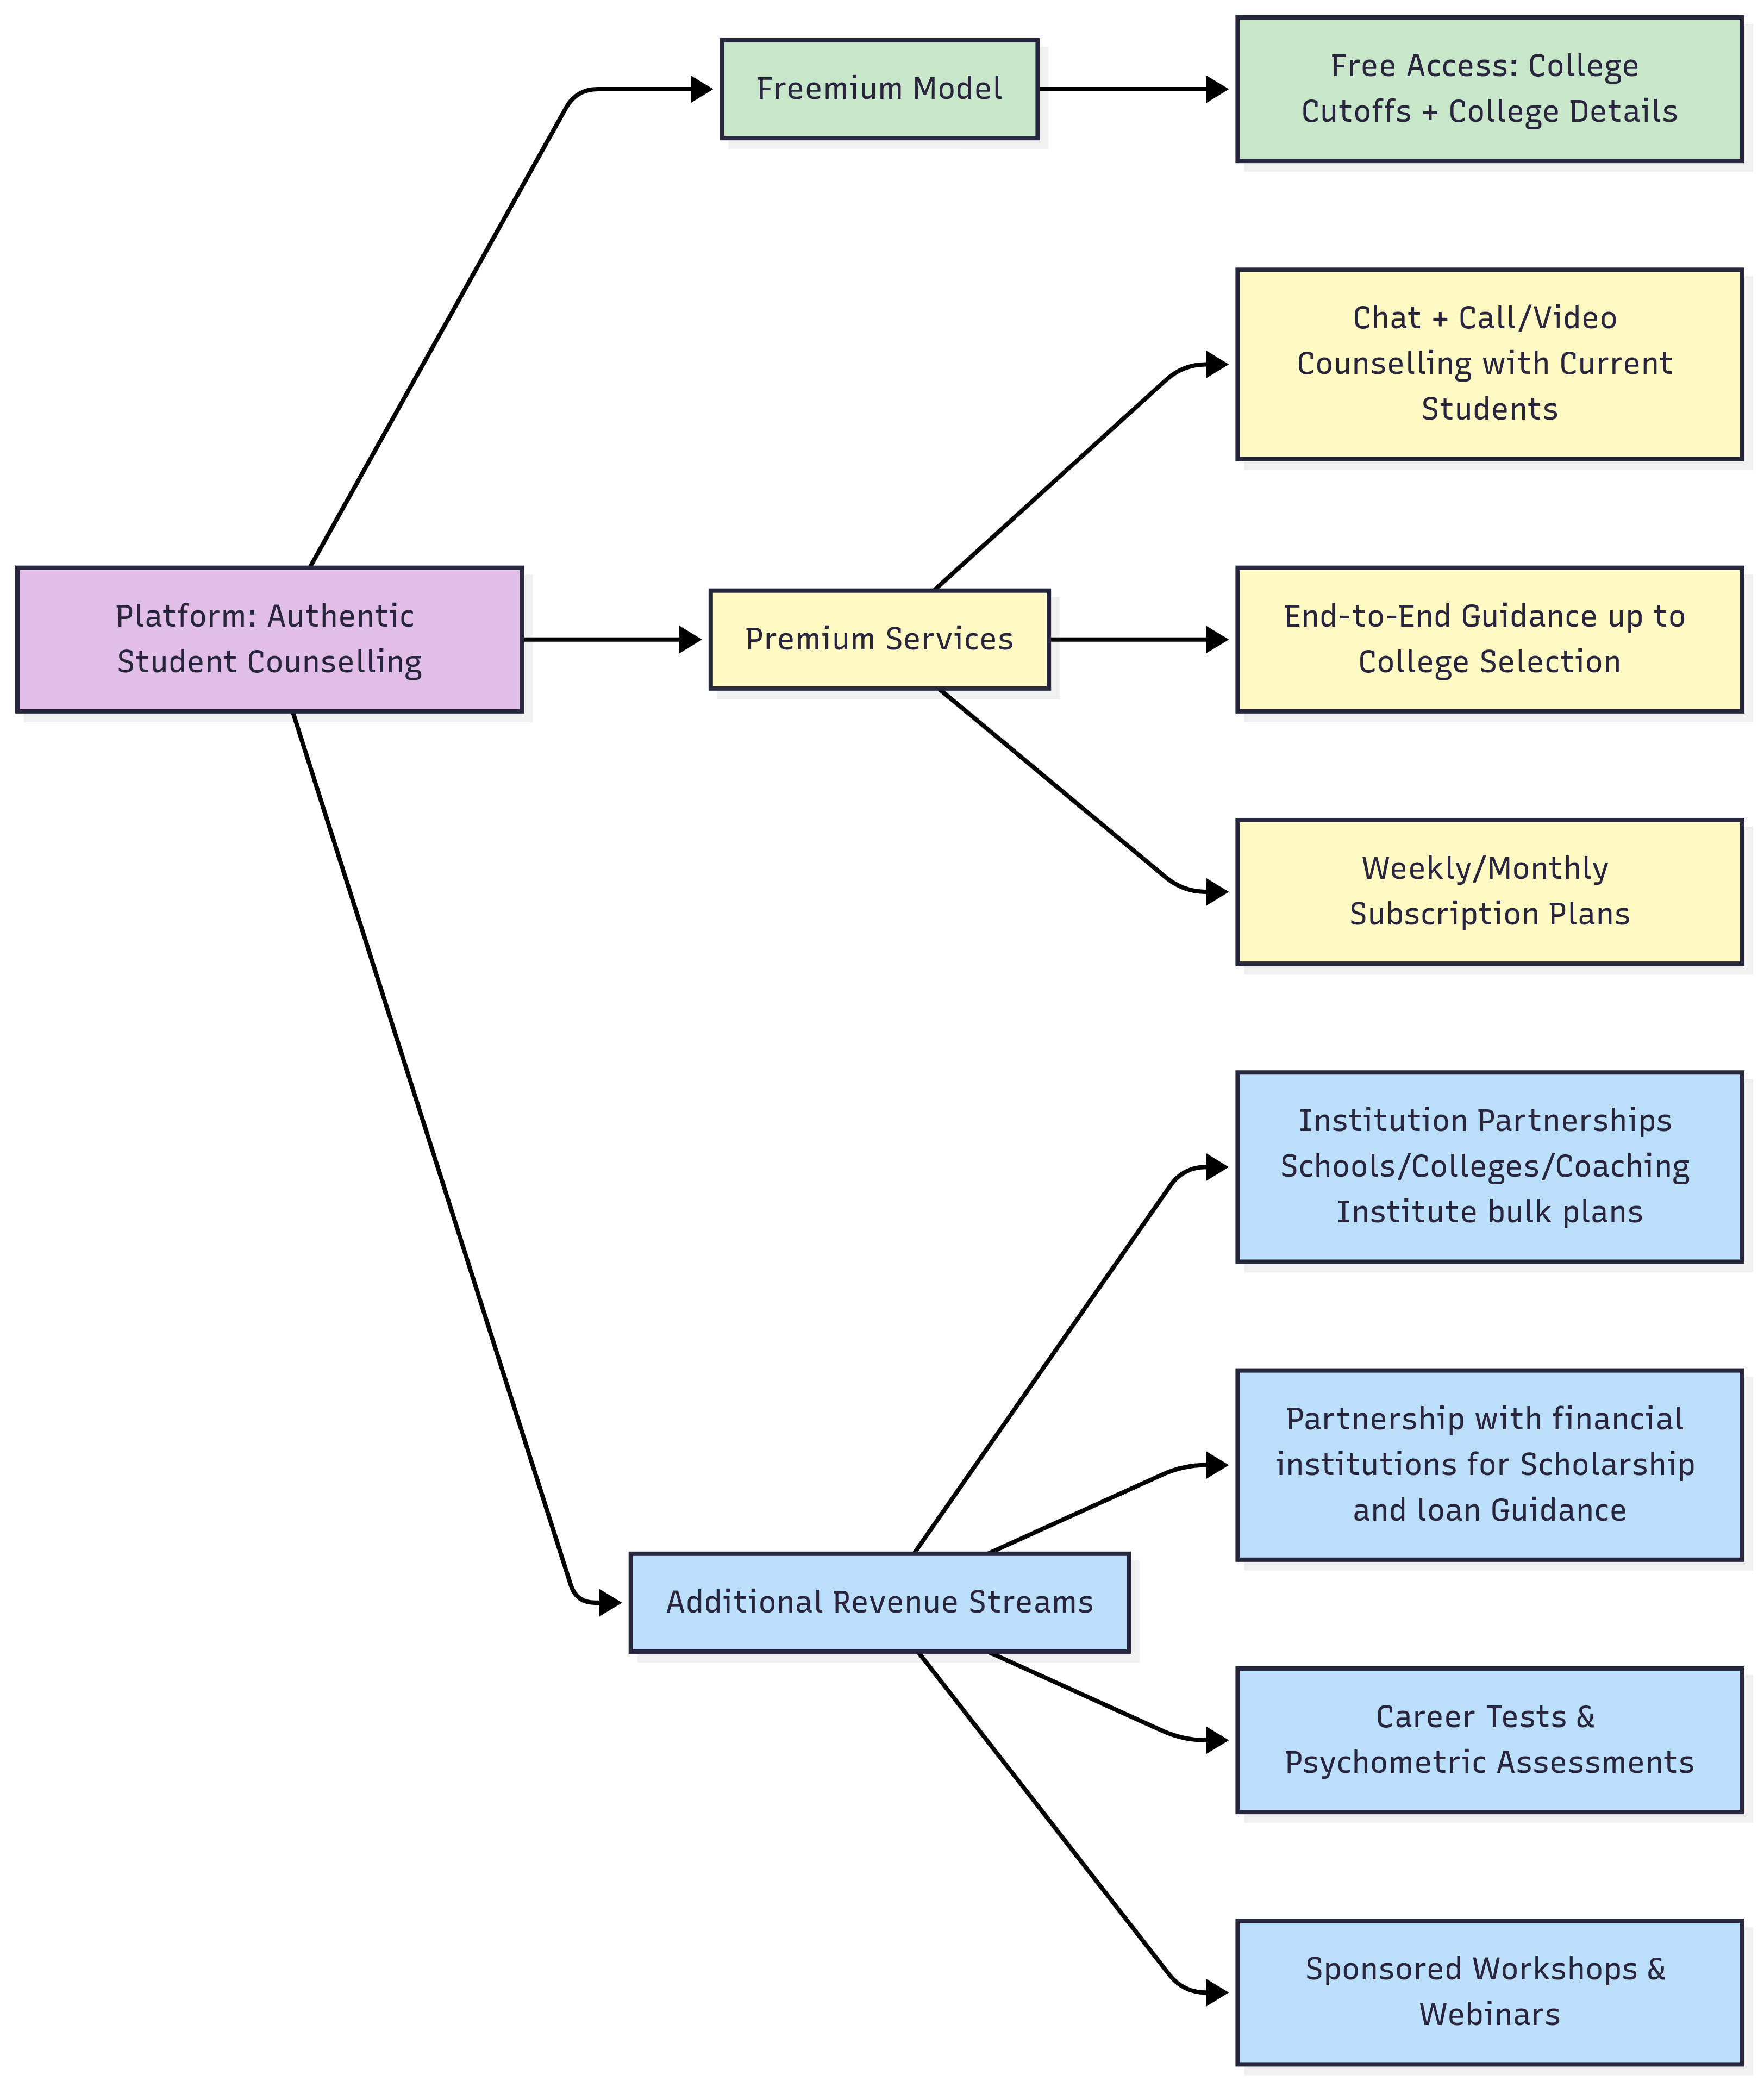 Freemium Model
Free Access: College
Cutoffs + College Details
Chat + Call/Video
Counselling with Current
Students
Platform: Authentic
Student Counselling
Premium Services
End-to-End Guidance up to
College Selection
Weekly/Monthly
Subscription Plans
Institution Partnerships
Schools/Colleges/Coaching
Institute bulk plans
Partnership with financial
institutions for Scholarship
and loan Guidance
Additional Revenue Streams
Career Tests &
Psychometric Assessments
Sponsored Workshops &
Webinars